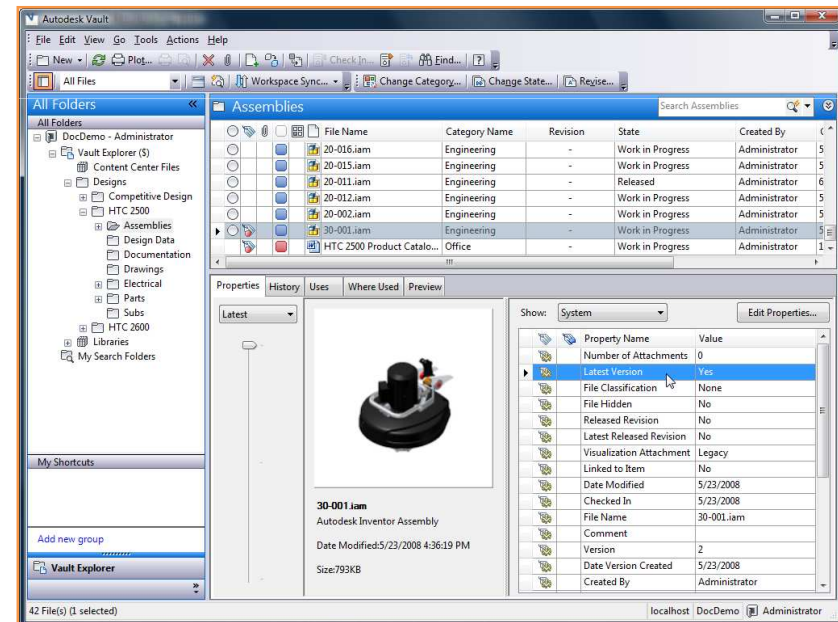 Autodesk Vault
File Edit View Go Tools Actions Help
New Plot... Check In... Find...
All Files Workspace Sync... Change Category... Change State... Revise...
All Folders «
All Folders
DocDemo - Administrator
Vault Explorer ($)
Content Center Files
Designs
Competitive Design
HTC 2500
Assemblies
Design Data
Documentation
Drawings
Electrical
Parts
Subs
HTC 2600
Libraries
My Search Folders
My Shortcuts
Add new group
Vault Explorer
»
Assemblies Search Assemblies
File Name Category Name Revision State Created By
20-016.iam Engineering - Work in Progress Administrator 5
20-015.iam Engineering - Work in Progress Administrator 5
20-011.iam Engineering - Released Administrator 6
20-012.iam Engineering - Work in Progress Administrator 5
20-002.iam Engineering - Work in Progress Administrator 5
30-001.iam Engineering - Work in Progress Administrator 5
HTC 2500 Product Catalo... Office - Work in Progress Administrator 1
Properties History Uses Where Used Preview
Latest
30-001.iam
Autodesk Inventor Assembly
Date Modified:5/23/2008 4:36:19 PM
Size:793KB
Show: System Edit Properties...
Property Name Value
Number of Attachments 0
Latest Version Yes
File Classification None
File Hidden No
Released Revision No
Latest Released Revision No
Visualization Attachment Legacy
Linked to Item No
Date Modified 5/23/2008
Checked In 5/23/2008
File Name 30-001.iam
Comment
Version 2
Date Version Created 5/23/2008
Created By Administrator
42 File(s) (1 selected) localhost DocDemo Administrator